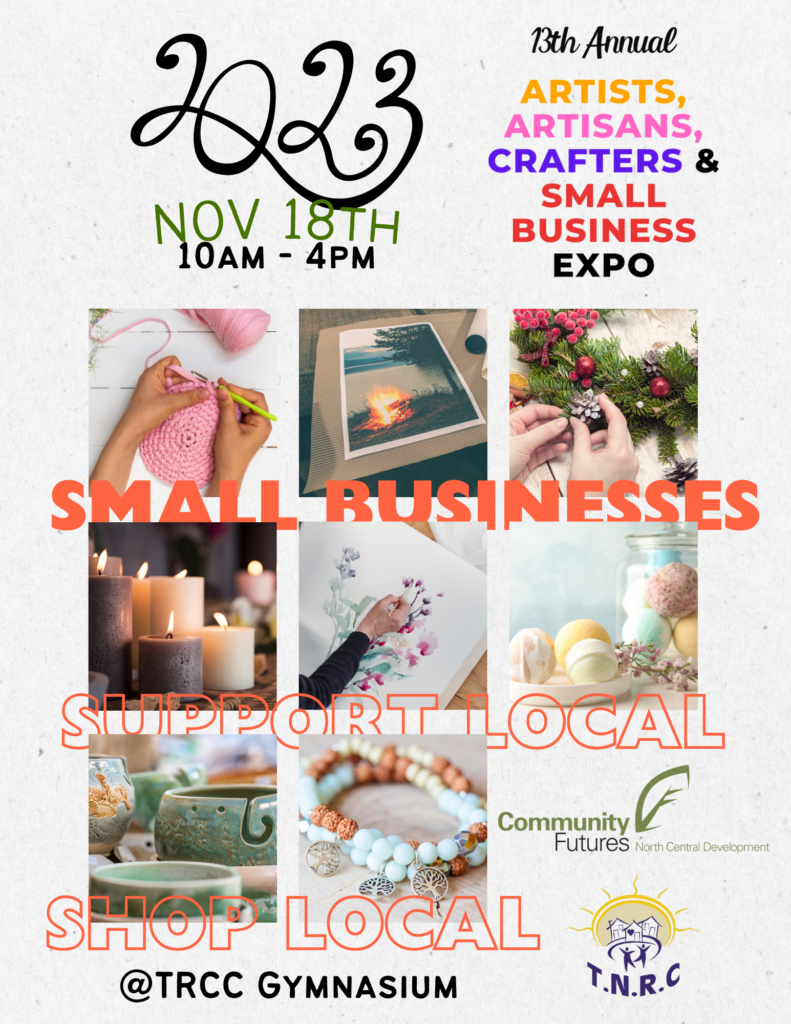 2023
NOV 18TH
10AM - 4PM
13th Annual
ARTISTS,
ARTISANS,
CRAFTERS &
SMALL
BUSINESS
EXPO
SMALL BUSINESSES
SUPPORT LOCAL
SHOP LOCAL
Community
Futures North Central Development
T.N.R.C
@TRCC GYMNASIUM